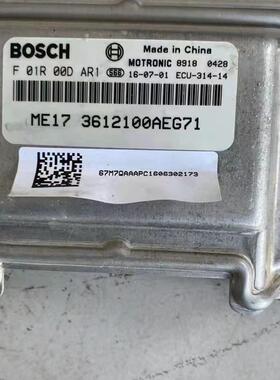 BOSCH Made in China
MOTRONIC 8918 0428
F 01R 00D AR1 S66 16-07-01 ECU-314-14
ME17 3612100AEG71
67M7QAAAPC1606302173